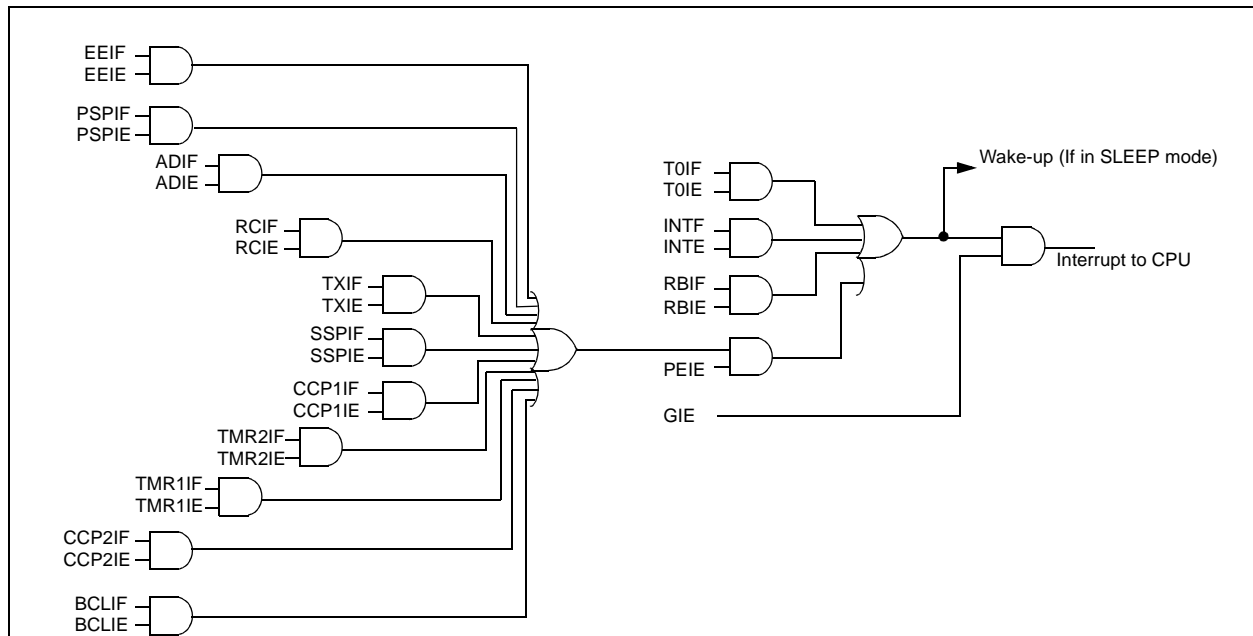 EEIF
EEIE
PSPIF
PSPIE
ADIF
ADIE
RCIF
RCIE
TXIF
TXIE
SSPIF
SSPIE
CCP1IF
CCP1IE
TMR2IF
TMR2IE
TMR1IF
TMR1IE
CCP2IF
CCP2IE
BCLIF
BCLIE
T0IF
T0IE
INTF
INTE
RBIF
RBIE
PEIE
GIE
Wake-up (If in SLEEP mode)
Interrupt to CPU